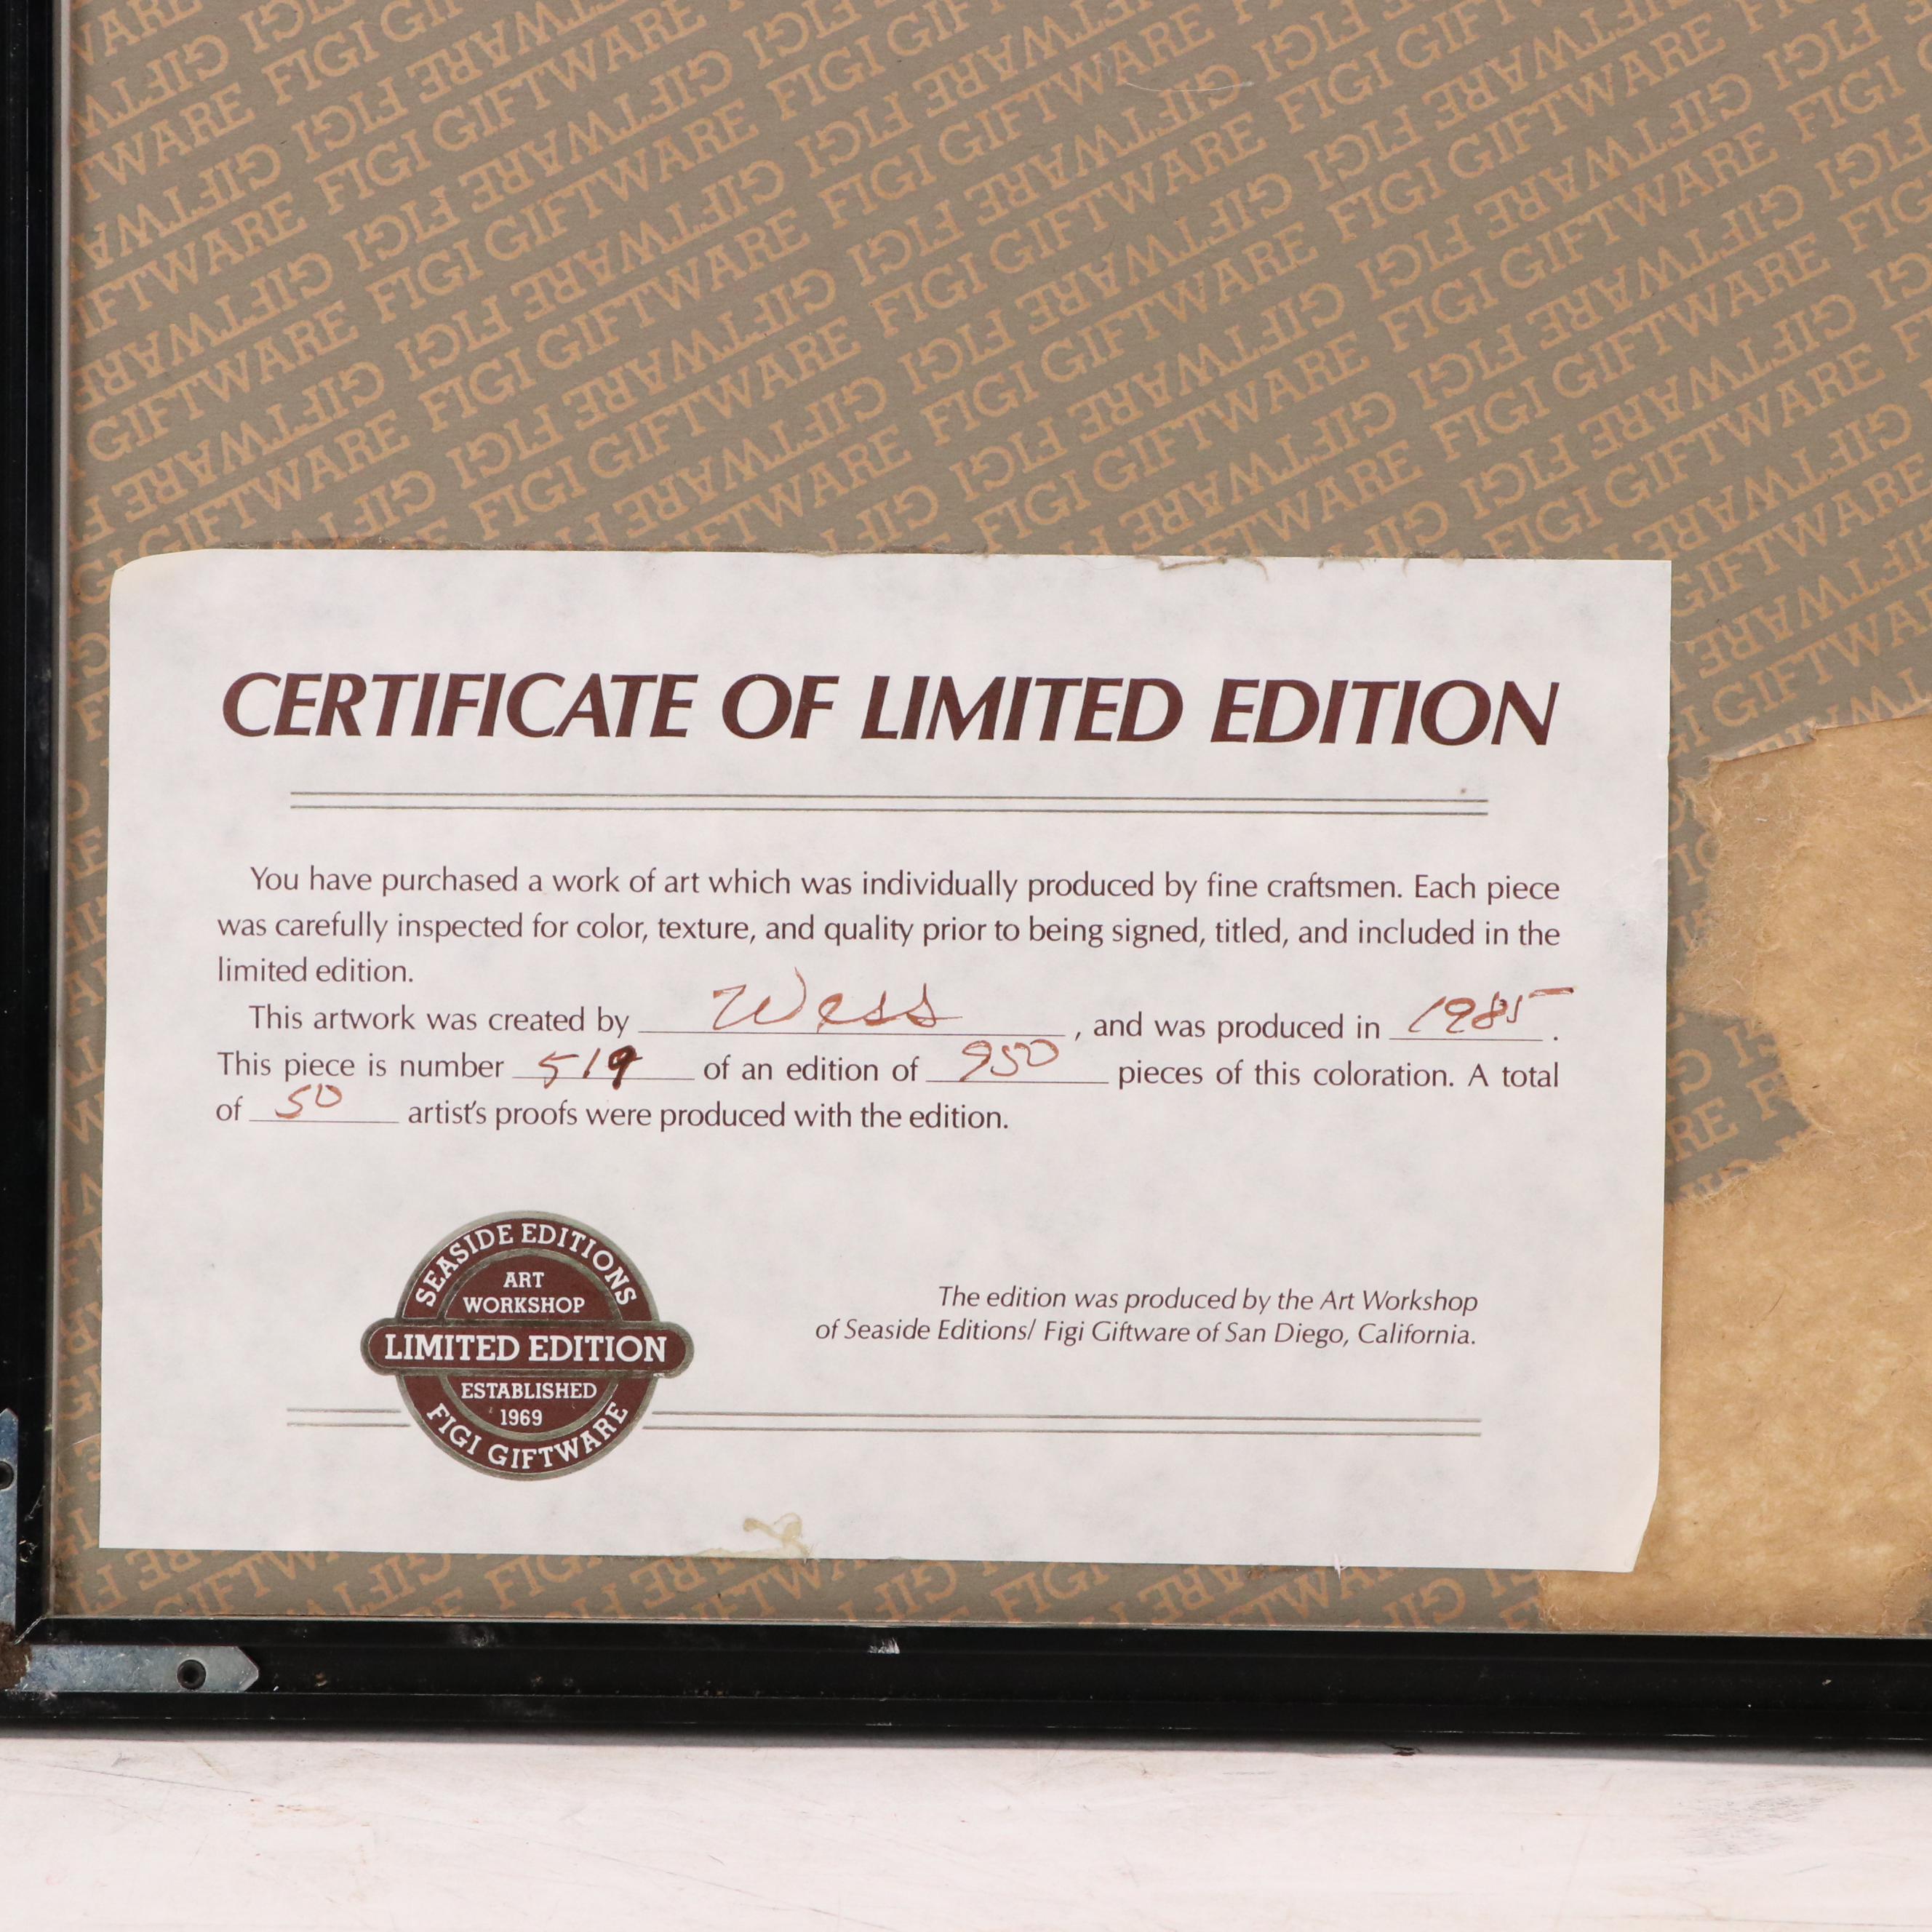 FIGI GIFTWARE FIGI GIFTWARE FIGI GIFTWARE
CERTIFICATE OF LIMITED EDITION
You have purchased a work of art which was individually produced by fine craftsmen. Each piece
was carefully inspected for color, texture, and quality prior to being signed, titled, and included in the
limited edition.
This artwork was created by Wess, and was produced in 1985.
This piece is number 519 of an edition of 950 pieces of this coloration. A total
of 50 artist's proofs were produced with the edition.
SEASIDE EDITIONS
ART
WORKSHOP
LIMITED EDITION
ESTABLISHED
1969
FIGI GIFTWARE
The edition was produced by the Art Workshop
of Seaside Editions/ Figi Giftware of San Diego, California.